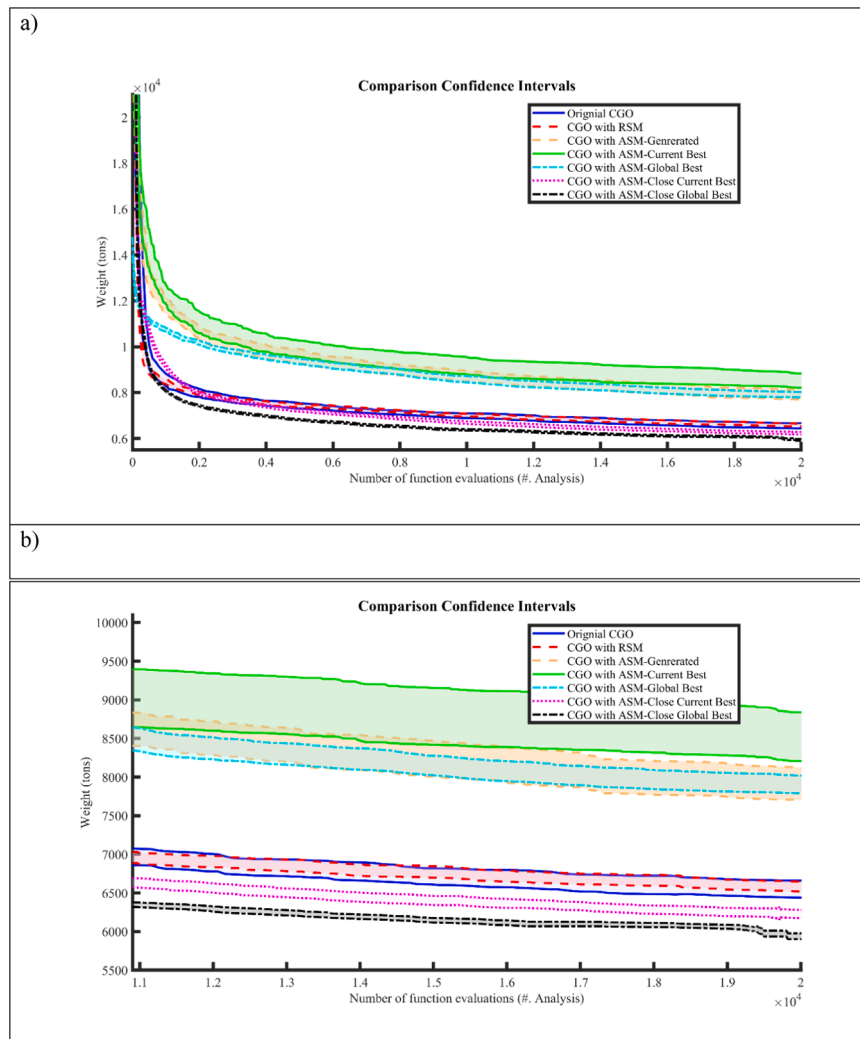 a)
×10⁴
Comparison Confidence Intervals
2
1.8
1.6
1.4
1.2
1
0.8
0.6
Weight (tons)
Orignial CGO
CGO with RSM
CGO with ASM-Genrerated
CGO with ASM-Current Best
CGO with ASM-Global Best
CGO with ASM-Close Current Best
CGO with ASM-Close Global Best
0 0.2 0.4 0.6 0.8 1 1.2 1.4 1.6 1.8 2
Number of function evaluations (#. Analysis)
×10⁴
b)
Comparison Confidence Intervals
10000
9500
9000
8500
8000
7500
7000
6500
6000
5500
Weight (tons)
Orignial CGO
CGO with RSM
CGO with ASM-Genrerated
CGO with ASM-Current Best
CGO with ASM-Global Best
CGO with ASM-Close Current Best
CGO with ASM-Close Global Best
1.1 1.2 1.3 1.4 1.5 1.6 1.7 1.8 1.9 2
Number of function evaluations (#. Analysis)
×10⁴